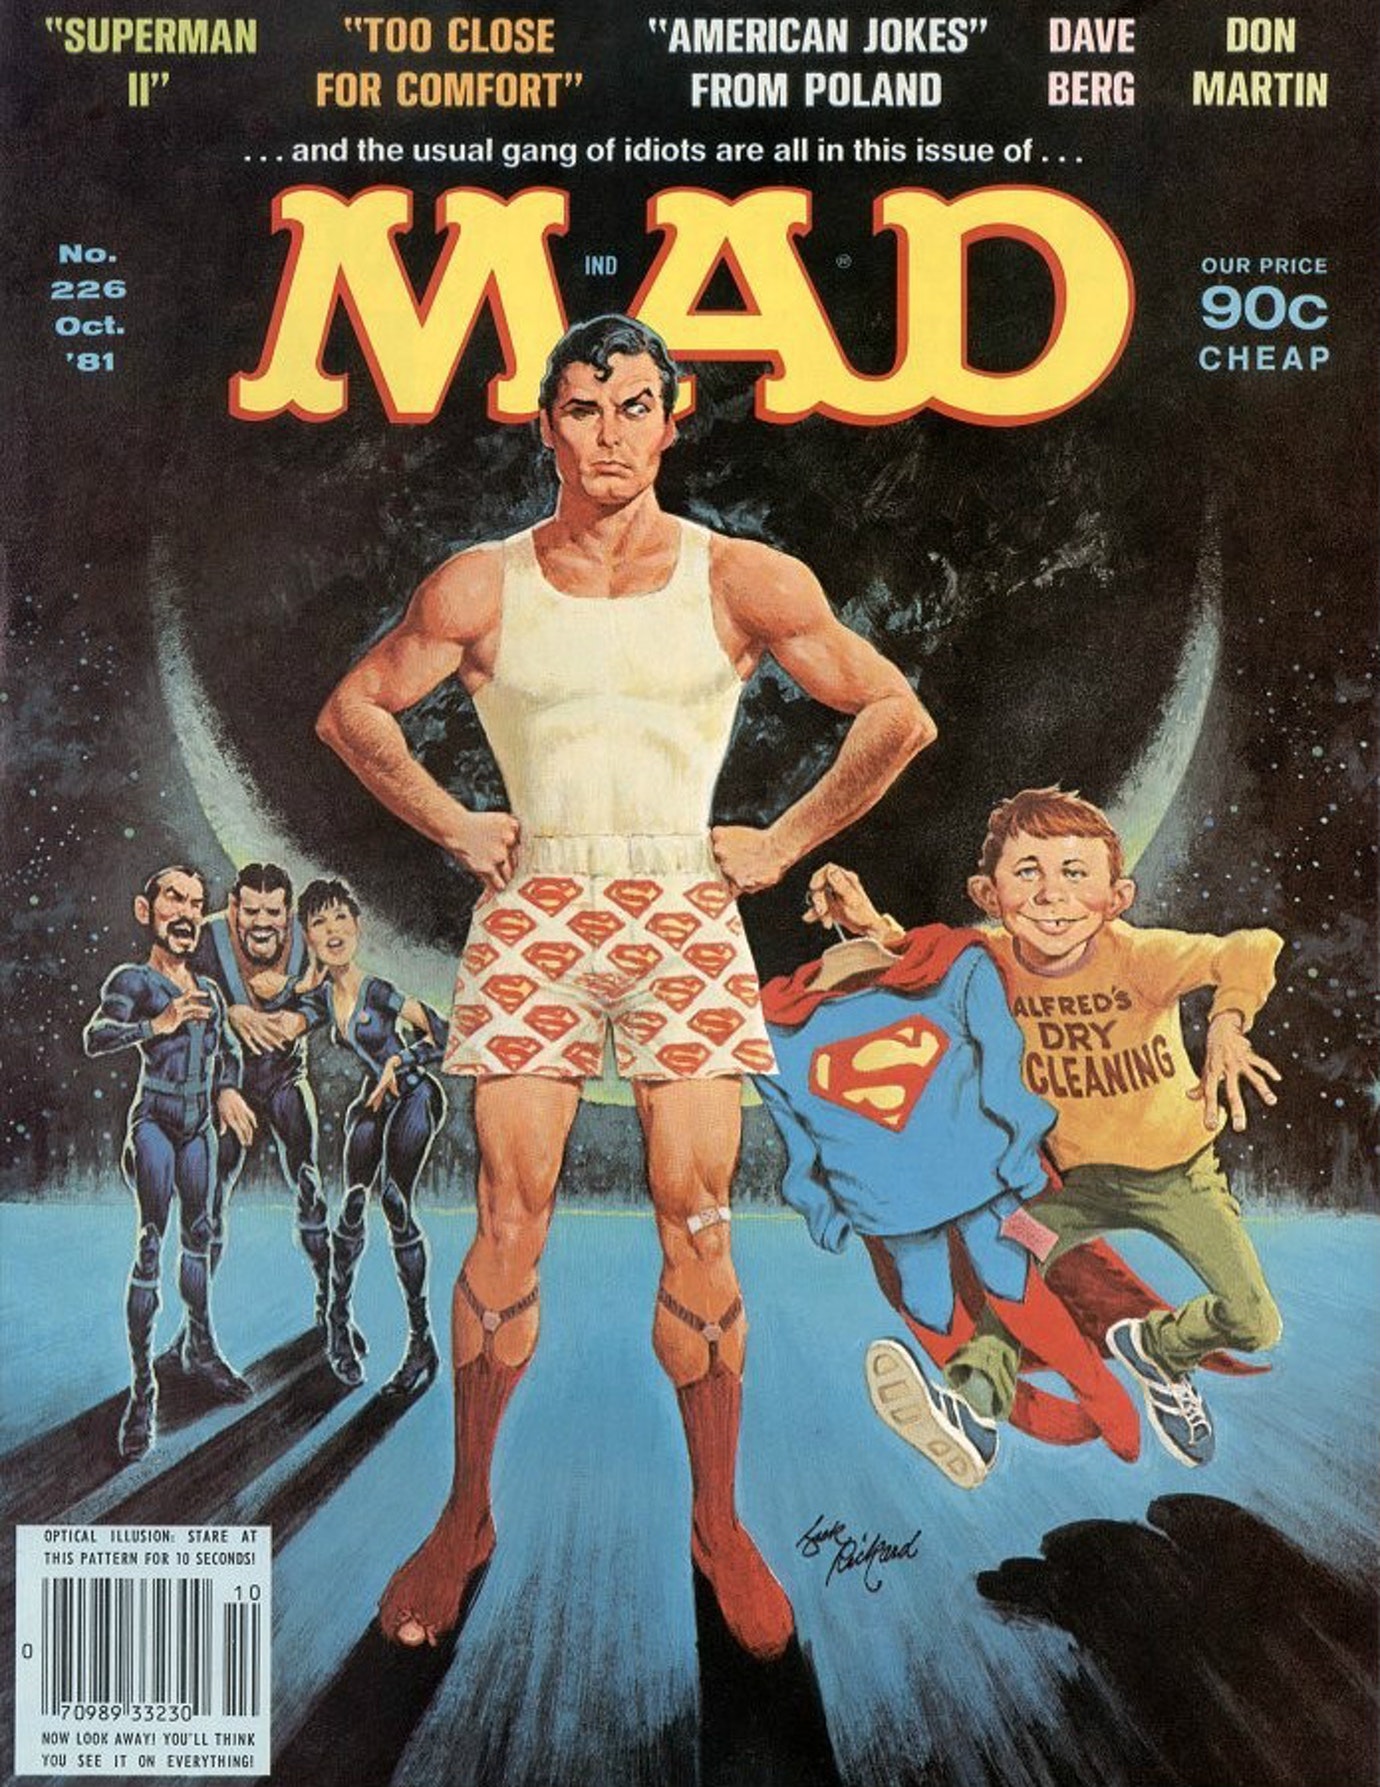 "SUPERMAN
II"
"TOO CLOSE
FOR COMFORT"
"AMERICAN JOKES"
FROM POLAND
DAVE
BERG
DON
MARTIN
...and the usual gang of idiots are all in this issue of...
MAD
IND
®
No.
226
Oct.
'81
OUR PRICE
90c
CHEAP
S
ALFRED'S
DRY
CLEANING
Jack
Rickard
OPTICAL ILLUSION: STARE AT
THIS PATTERN FOR 10 SECONDS!
10
0
70989 33230
NOW LOOK AWAY! YOU'LL THINK
YOU SEE IT ON EVERYTHING!